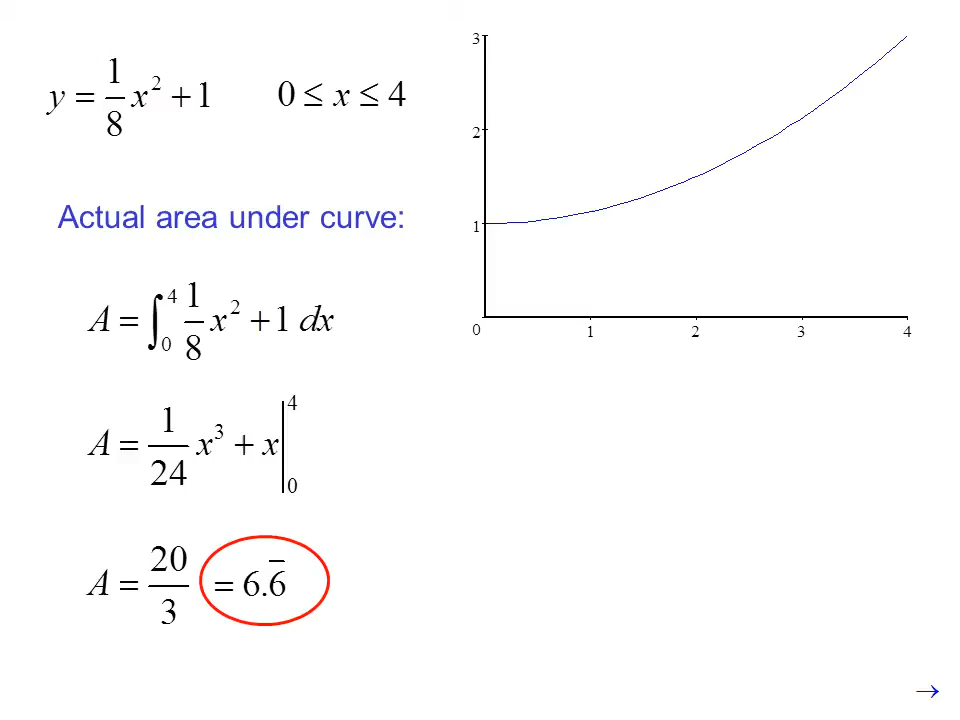 y = 1/8 x² + 1    0 ≤ x ≤ 4
Actual area under curve:
A = ∫₀⁴ 1/8 x² + 1 dx
A = 1/24 x³ + x |₀⁴
A = 20/3 = 6.6̅
3
2
1
0 1 2 3 4
→